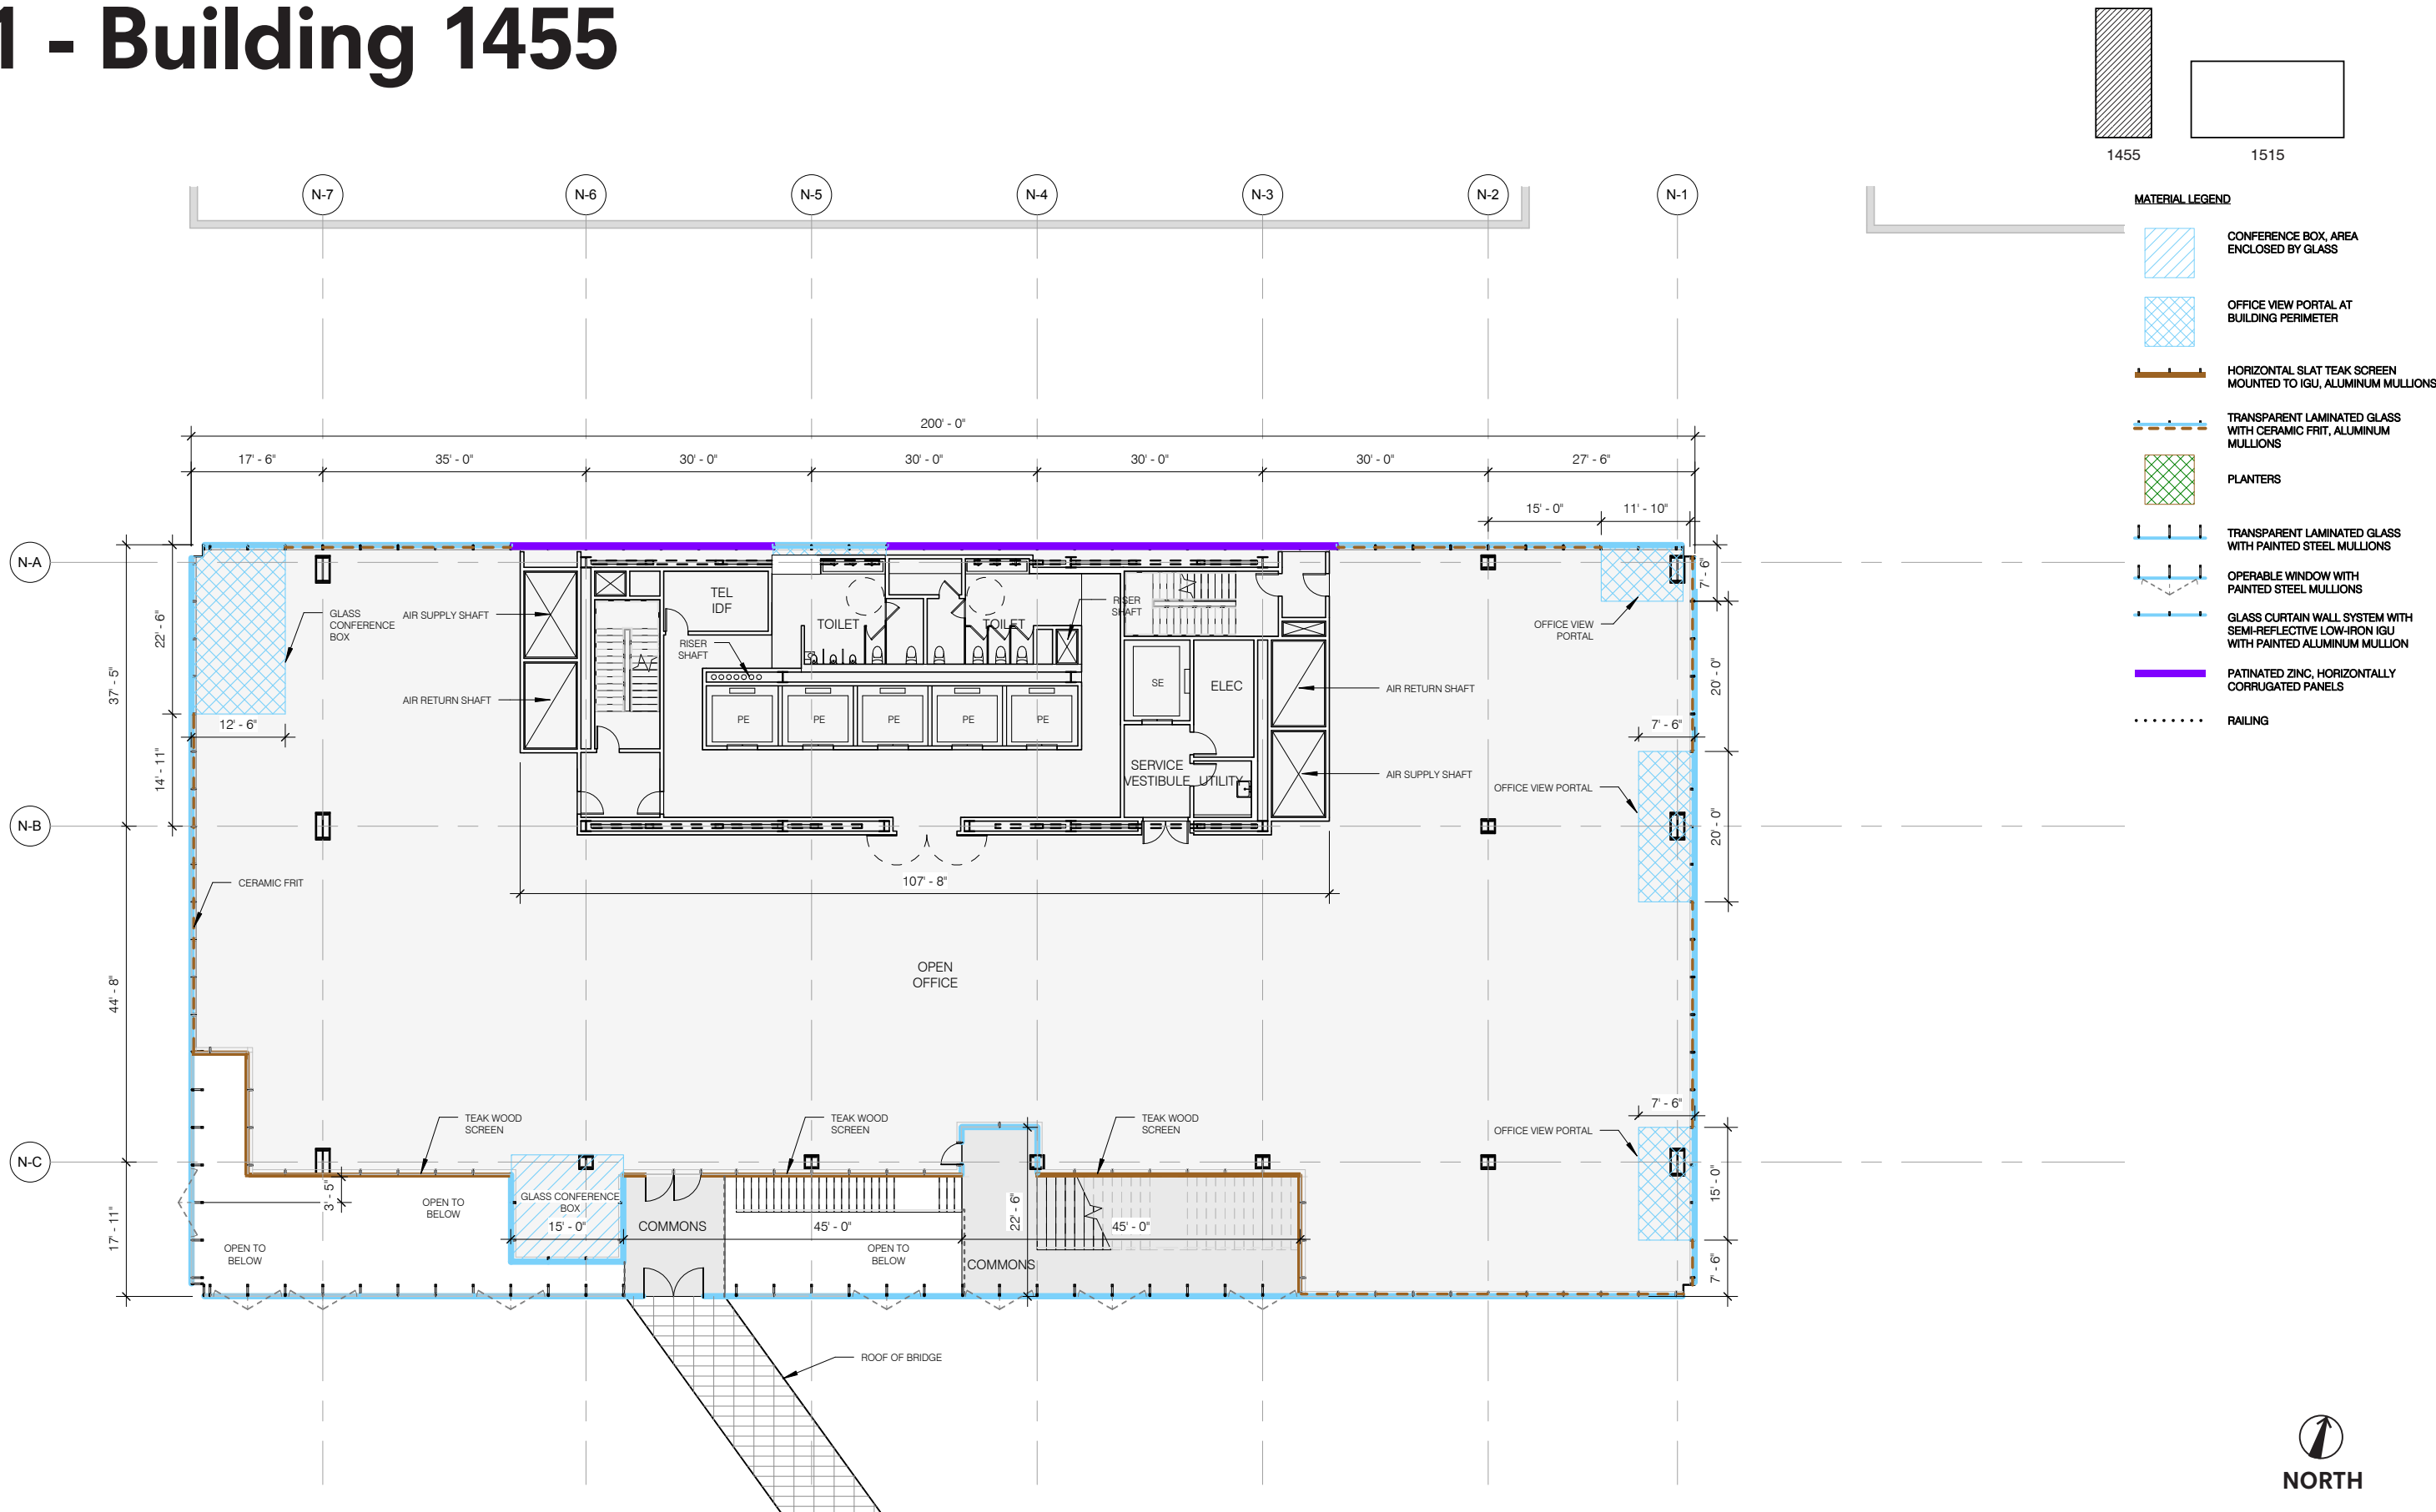 1 - Building 1455
1455
1515
MATERIAL LEGEND
CONFERENCE BOX, AREA
ENCLOSED BY GLASS
OFFICE VIEW PORTAL AT
BUILDING PERIMETER
HORIZONTAL SLAT TEAK SCREEN
MOUNTED TO IGU, ALUMINUM MULLIONS
TRANSPARENT LAMINATED GLASS
WITH CERAMIC FRIT, ALUMINUM
MULLIONS
PLANTERS
TRANSPARENT LAMINATED GLASS
WITH PAINTED STEEL MULLIONS
OPERABLE WINDOW WITH
PAINTED STEEL MULLIONS
GLASS CURTAIN WALL SYSTEM WITH
SEMI-REFLECTIVE LOW-IRON IGU
WITH PAINTED ALUMINUM MULLION
PATINATED ZINC, HORIZONTALLY
CORRUGATED PANELS
RAILING
N-7
N-6
N-5
N-4
N-3
N-2
N-1
200' - 0"
17' - 6"
35' - 0"
30' - 0"
30' - 0"
30' - 0"
30' - 0"
27' - 6"
15' - 0"
11' - 10"
N-A
7' - 6"
22' - 6"
37' - 5"
GLASS
CONFERENCE
BOX
AIR SUPPLY SHAFT
TEL
IDF
RISER
SHAFT
TOILET
TOILET
RISER
SHAFT
OFFICE VIEW
PORTAL
AIR RETURN SHAFT
PE
PE
PE
PE
PE
SE
ELEC
AIR RETURN SHAFT
20' - 0"
12' - 6"
7' - 6"
14' - 11"
SERVICE
VESTIBULE
UTILITY
AIR SUPPLY SHAFT
OFFICE VIEW PORTAL
20' - 0"
N-B
107' - 8"
CERAMIC FRIT
OPEN
OFFICE
44' - 8"
TEAK WOOD
SCREEN
TEAK WOOD
SCREEN
TEAK WOOD
SCREEN
7' - 6"
OFFICE VIEW PORTAL
N-C
3' - 5"
OPEN TO
BELOW
GLASS CONFERENCE
BOX
15' - 0"
COMMONS
45' - 0"
22' - 6"
45' - 0"
15' - 0"
17' - 11"
OPEN TO
BELOW
OPEN TO
BELOW
COMMONS
7' - 6"
ROOF OF BRIDGE
NORTH